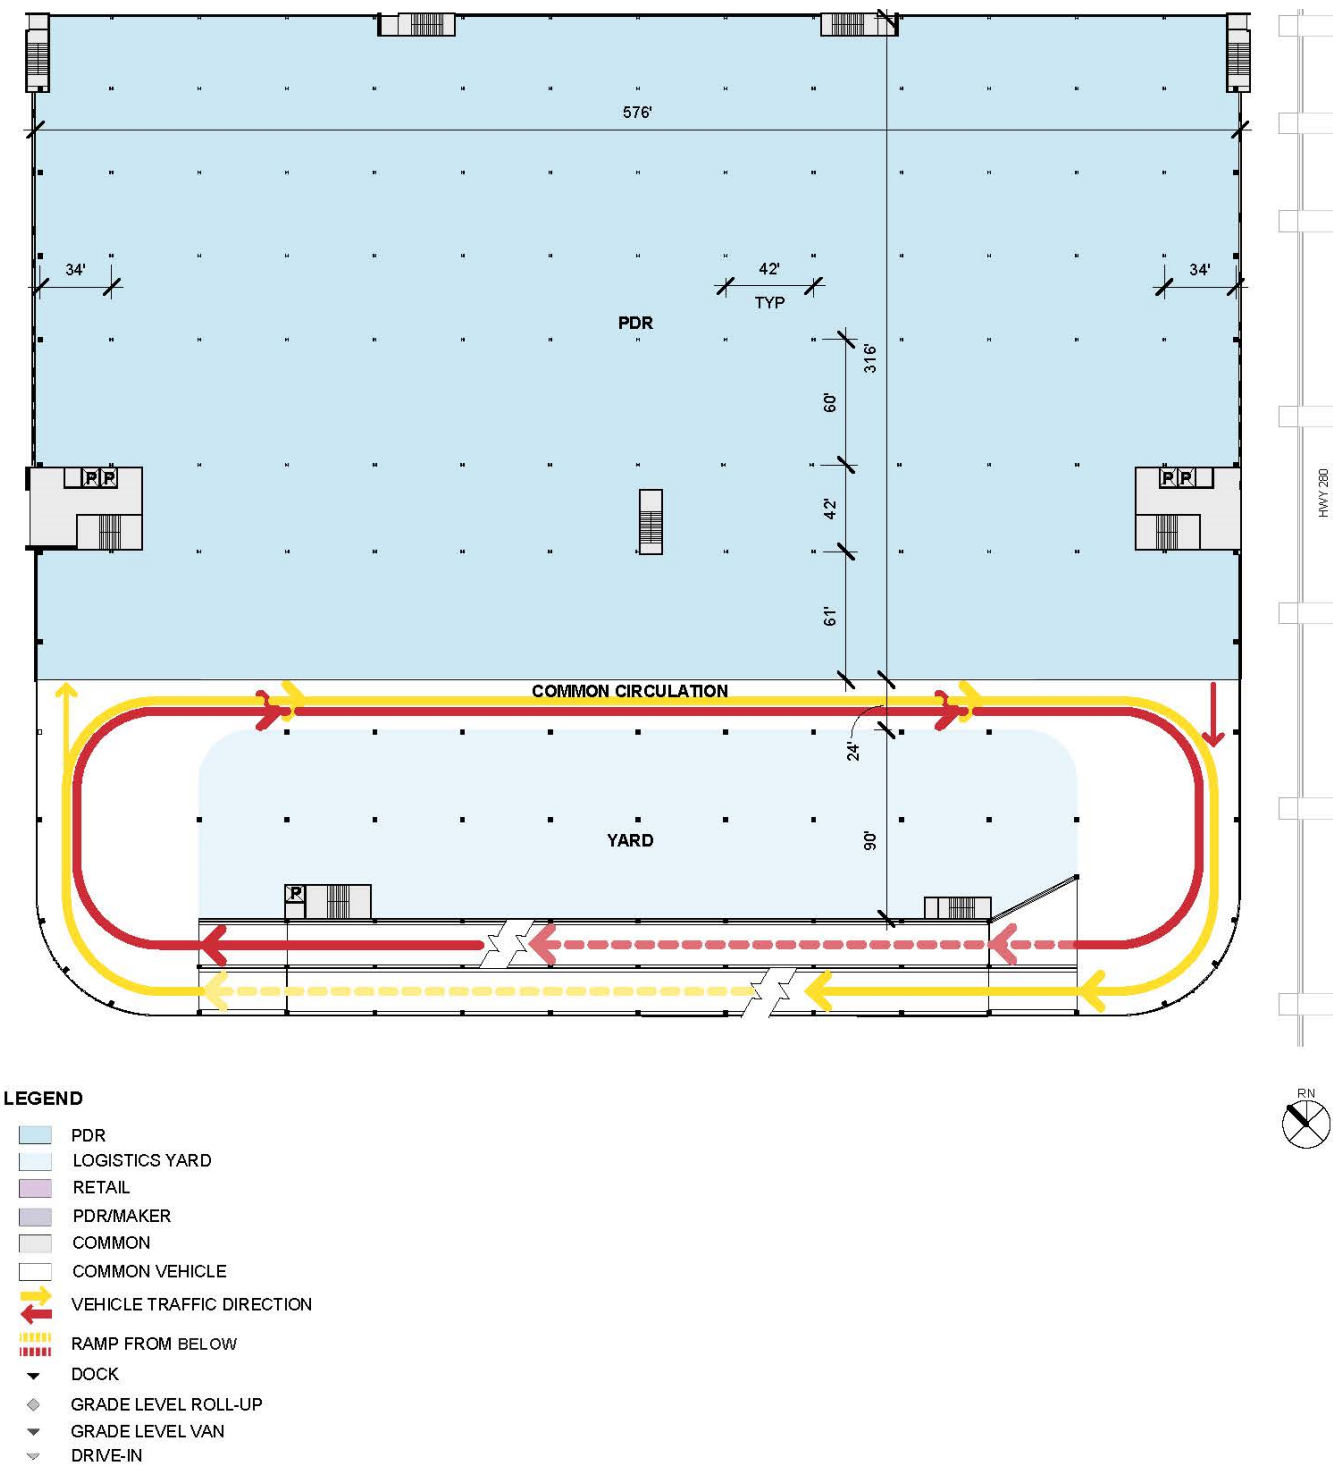 576'
34'
42'
TYP
34'
PDR
316'
60'
P P
P P
42'
HWY 280
61'
COMMON CIRCULATION
24'
YARD
90'
P
LEGEND
RN
PDR
LOGISTICS YARD
RETAIL
PDR/MAKER
COMMON
COMMON VEHICLE
VEHICLE TRAFFIC DIRECTION
RAMP FROM BELOW
DOCK
GRADE LEVEL ROLL-UP
GRADE LEVEL VAN
DRIVE-IN